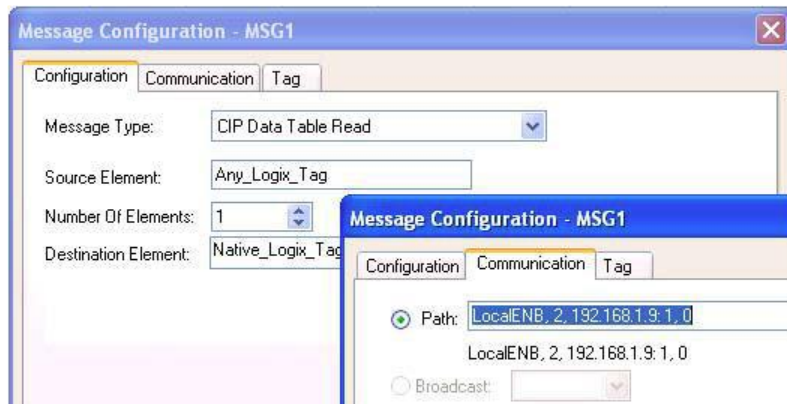 Message Configuration - MSG1
Configuration Communication Tag
Message Type: CIP Data Table Read
Source Element: Any_Logix_Tag
Number Of Elements: 1
Destination Element: Native_Logix_Tag
Message Configuration - MSG1
Configuration Communication Tag
Path: LocalENB, 2, 192.168.1.9: 1, 0
LocalENB, 2, 192.168.1.9: 1, 0
Broadcast: